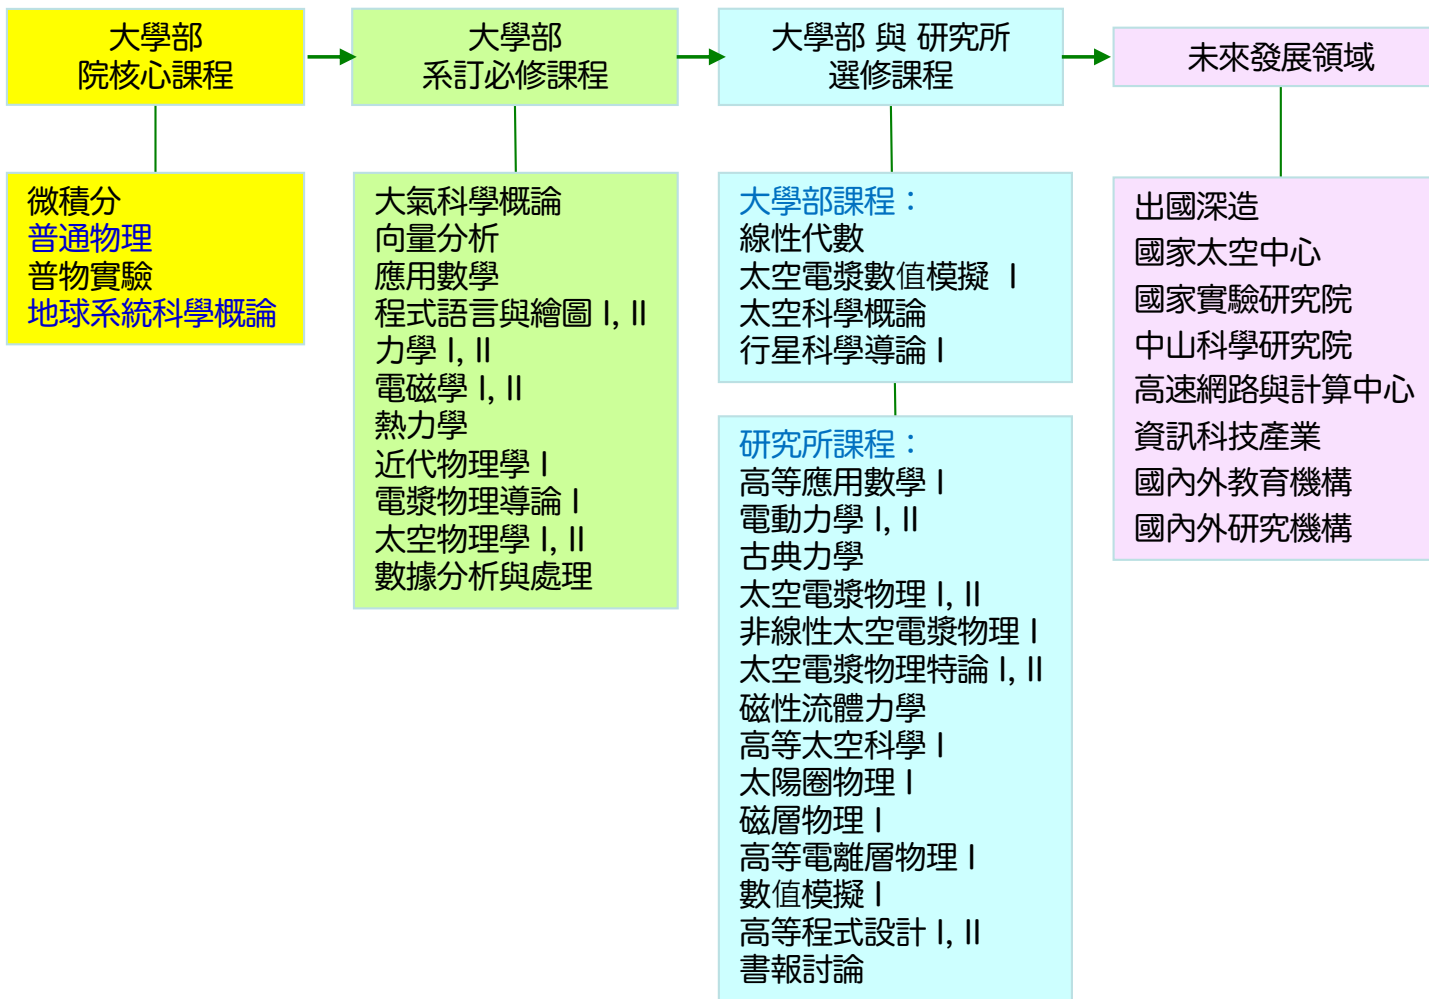 大學部
院核心課程
大學部
系訂必修課程
大學部 與 研究所
選修課程
未來發展領域
微積分
普通物理
普物實驗
地球系統科學概論
大氣科學概論
向量分析
應用數學
程式語言與繪圖 I, II
力學 I, II
電磁學 I, II
熱力學
近代物理學 I
電漿物理導論 I
太空物理學 I, II
數據分析與處理
大學部課程：
線性代數
太空電漿數值模擬 I
太空科學概論
行星科學導論 I
研究所課程：
高等應用數學 I
電動力學 I, II
古典力學
太空電漿物理 I, II
非線性太空電漿物理 I
太空電漿物理特論 I, II
磁性流體力學
高等太空科學 I
太陽圈物理 I
磁層物理 I
高等電離層物理 I
數值模擬 I
高等程式設計 I, II
書報討論
出國深造
國家太空中心
國家實驗研究院
中山科學研究院
高速網路與計算中心
資訊科技產業
國內外教育機構
國內外研究機構